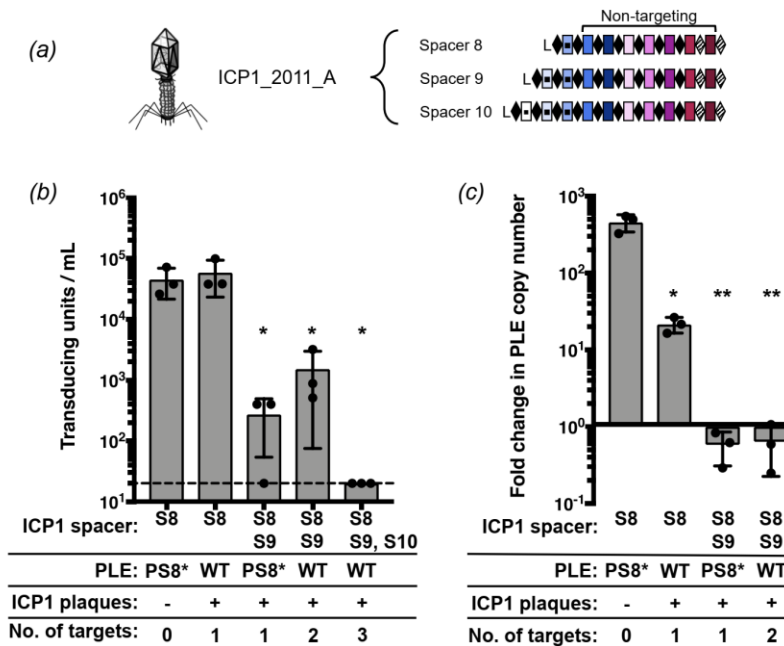 (a)
ICP1_2011_A
Non-targeting
Spacer 8
L
Spacer 9
L
Spacer 10
L
(b)
Transducing units / mL
10⁶
10⁵
10⁴
10³
10²
10¹
* * *
ICP1 spacer: S8 S8 S8 S8 S8
S9 S9 S9, S10
PLE: PS8* WT PS8* WT WT
ICP1 plaques: - + + + +
No. of targets: 0 1 1 2 3
(c)
Fold change in PLE copy number
10³
10²
10¹
10⁰
10⁻¹
* ** **
ICP1 spacer: S8 S8 S8 S8
S9 S9
PLE: PS8* WT PS8* WT
ICP1 plaques: - + + +
No. of targets: 0 1 1 2